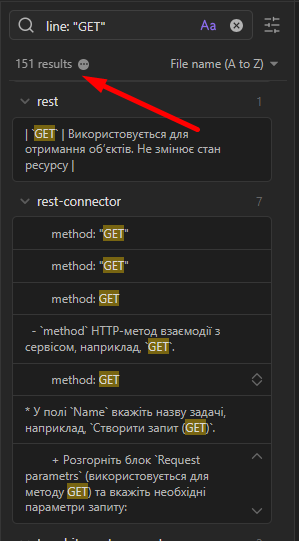 line: "GET"
Aa
151 results
File name (A to Z)
rest
1
| `GET` | Використовується для
отримання об’єктів. Не змінює стан
ресурсу |
rest-connector
7
method: "GET"
method: "GET"
method: GET
- `method` HTTP-метод взаємодії з
сервісом, наприклад, `GET`.
method: GET
* У полі `Name` вкажіть назву задачі,
наприклад, `Створити запит (GET)`.
+ Розгорніть блок `Request
parametrs` (використовується для
методу GET) та вкажіть необхідні
параметри запиту: